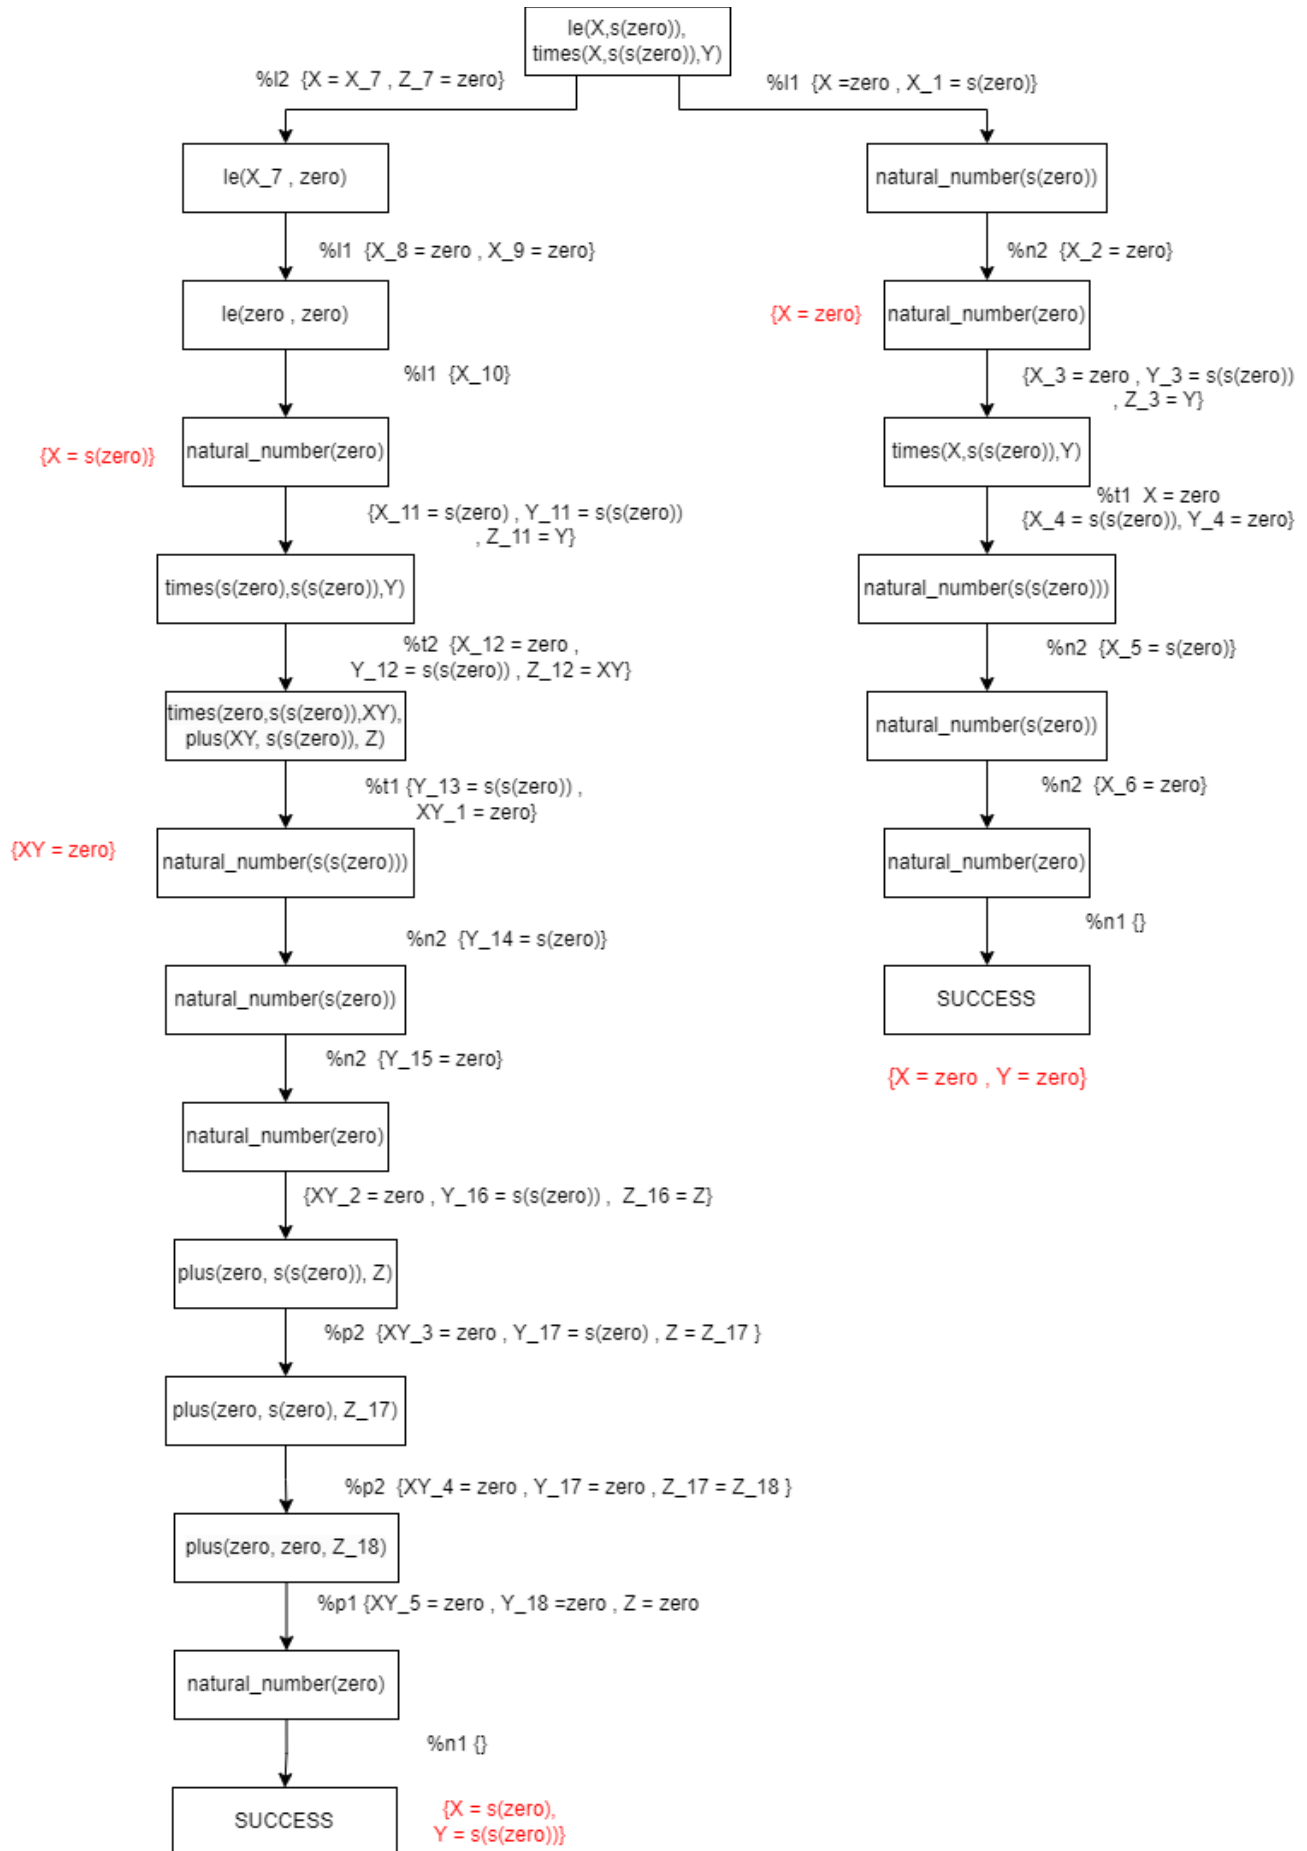 le(X,s(zero)),
times(X,s(s(zero)),Y)
%l2 {X = X_7 , Z_7 = zero}
%l1 {X =zero , X_1 = s(zero)}
le(X_7 , zero)
natural_number(s(zero))
%l1 {X_8 = zero , X_9 = zero}
%n2 {X_2 = zero}
le(zero , zero)
{X = zero}
natural_number(zero)
%l1 {X_10}
{X_3 = zero , Y_3 = s(s(zero))
, Z_3 = Y}
{X = s(zero)}
natural_number(zero)
times(X,s(s(zero)),Y)
{X_11 = s(zero) , Y_11 = s(s(zero))
, Z_11 = Y}
%t1 X = zero
{X_4 = s(s(zero)), Y_4 = zero}
times(s(zero),s(s(zero)),Y)
natural_number(s(s(zero)))
%t2 {X_12 = zero ,
Y_12 = s(s(zero)) , Z_12 = XY}
%n2 {X_5 = s(zero)}
times(zero,s(s(zero)),XY),
plus(XY, s(s(zero)), Z)
natural_number(s(zero))
%t1 {Y_13 = s(s(zero)) ,
XY_1 = zero}
%n2 {X_6 = zero}
{XY = zero}
natural_number(s(s(zero)))
natural_number(zero)
%n2 {Y_14 = s(zero)}
%n1 {}
natural_number(s(zero))
SUCCESS
%n2 {Y_15 = zero}
{X = zero , Y = zero}
natural_number(zero)
{XY_2 = zero , Y_16 = s(s(zero)) , Z_16 = Z}
plus(zero, s(s(zero)), Z)
%p2 {XY_3 = zero , Y_17 = s(zero) , Z = Z_17 }
plus(zero, s(zero), Z_17)
%p2 {XY_4 = zero , Y_17 = zero , Z_17 = Z_18 }
plus(zero, zero, Z_18)
%p1 {XY_5 = zero , Y_18 =zero , Z = zero
natural_number(zero)
%n1 {}
SUCCESS
{X = s(zero),
Y = s(s(zero))}